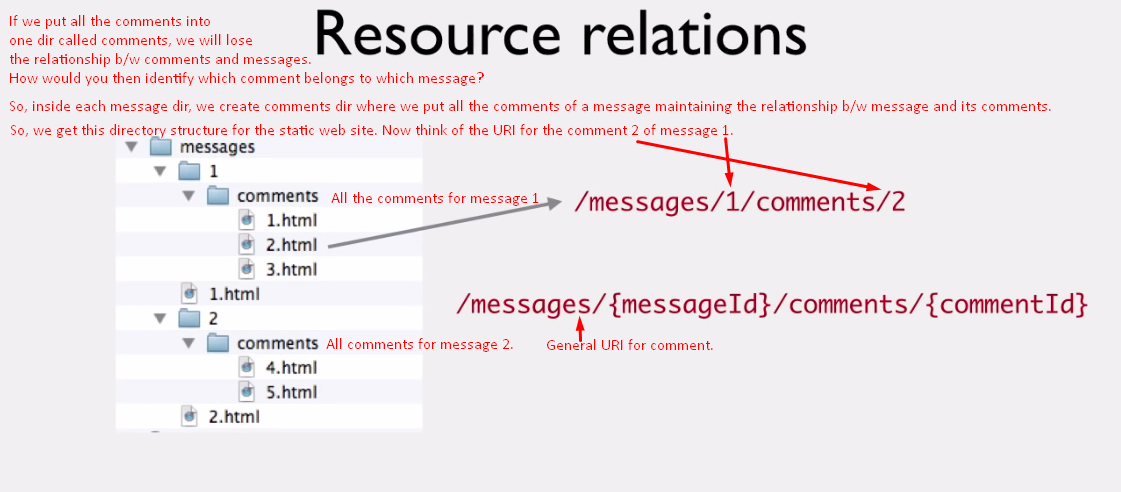 If we put all the comments into
one dir called comments, we will lose
the relationship b/w comments and messages.
How would you then identify which comment belongs to which message?
Resource relations
So, inside each message dir, we create comments dir where we put all the comments of a message maintaining the relationship b/w message and its comments.
So, we get this directory structure for the static web site. Now think of the URI for the comment 2 of message 1.
messages
1
comments All the comments for message 1
/messages/1/comments/2
1.html
2.html
3.html
1.html
/messages/{messageId}/comments/{commentId}
2
comments All comments for message 2.
General URI for comment.
4.html
5.html
2.html